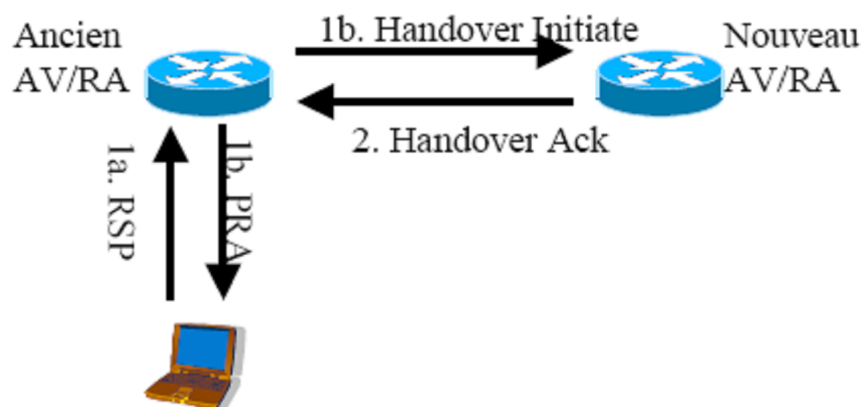 Ancien
AV/RA
1b. Handover Initiate
Nouveau
AV/RA
2. Handover Ack
1a. RSP
1b. PRA